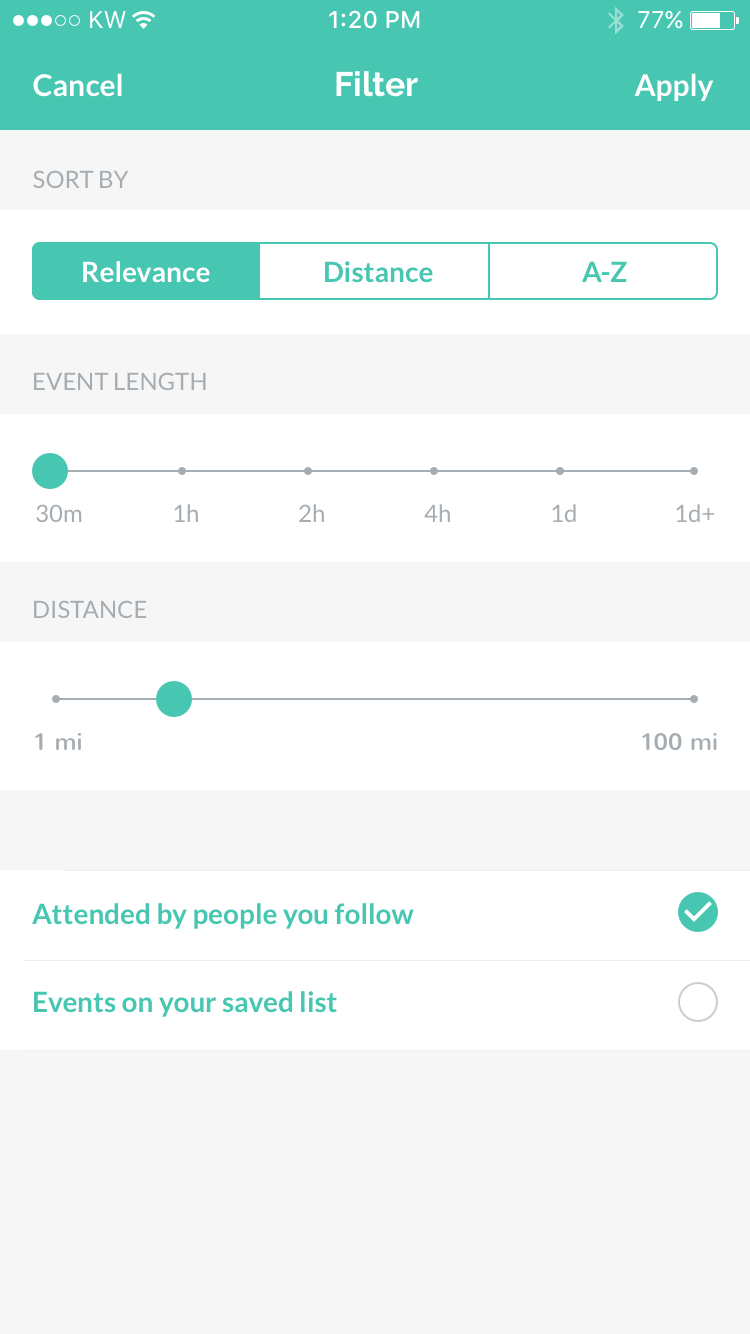 KW 1:20 PM 77%
Cancel Filter Apply
SORT BY
Relevance Distance A-Z
EVENT LENGTH
30m 1h 2h 4h 1d 1d+
DISTANCE
1 mi 100 mi
Attended by people you follow
Events on your saved list